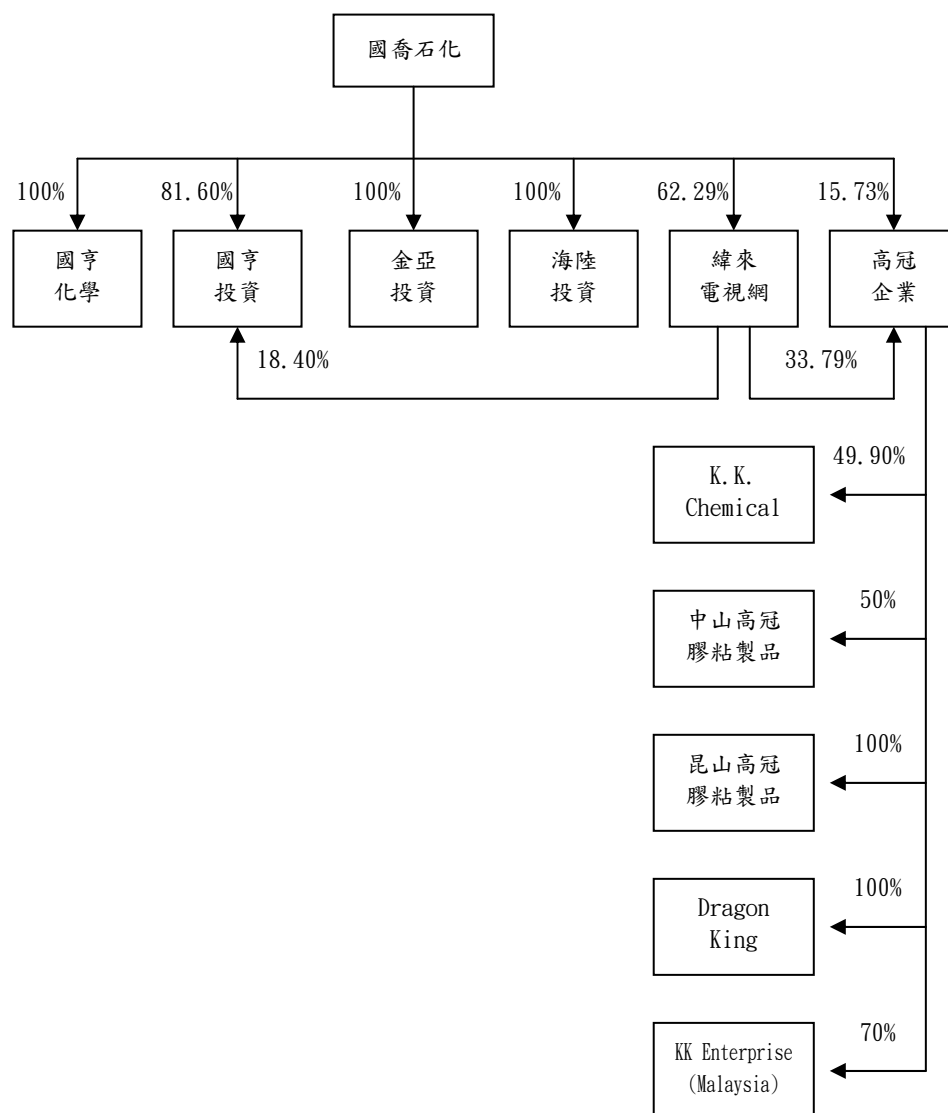 國喬石化
100%
81.60%
100%
100%
62.29%
15.73%
國亨
化學
國亨
投資
金亞
投資
海陸
投資
緯來
電視網
高冠
企業
18.40%
33.79%
49.90%
K.K.
Chemical
50%
中山高冠
膠粘製品
100%
昆山高冠
膠粘製品
100%
Dragon
King
70%
KK Enterprise
(Malaysia)